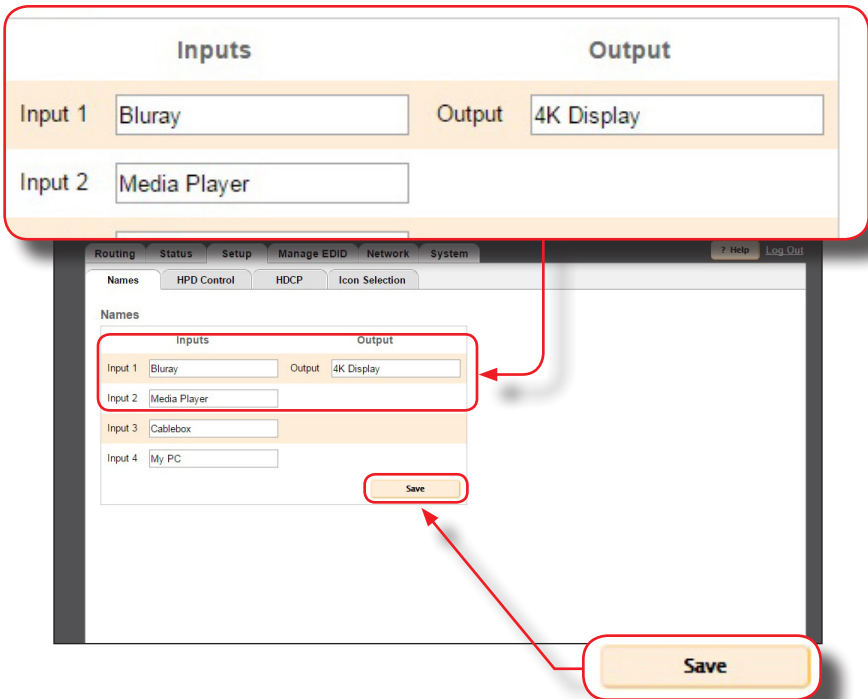 Inputs Output
Input 1 Bluray Output 4K Display
Input 2 Media Player
Routing Status Setup Manage EDID Network System ? Help Log Out
Names HPD Control HDCP Icon Selection
Names
Inputs Output
Input 1 Bluray Output 4K Display
Input 2 Media Player
Input 3 Cablebox
Input 4 My PC
Save
Save